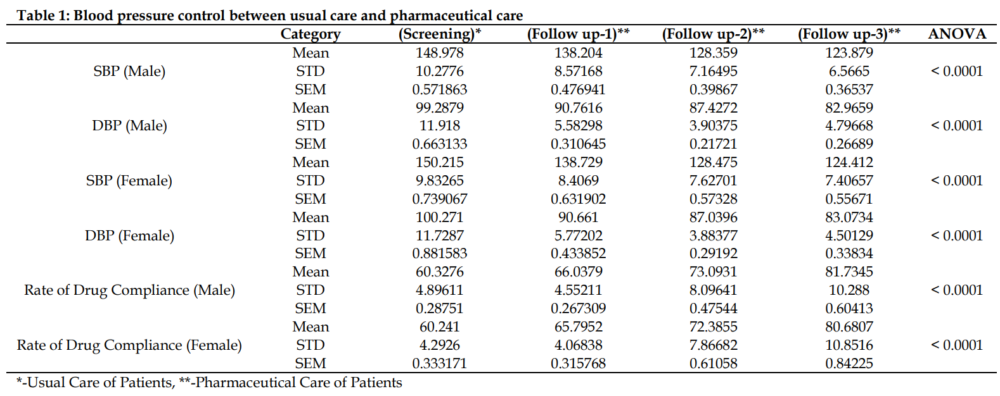 Table 1: Blood pressure control between usual care and pharmaceutical care
Category (Screening)* (Follow up-1)** (Follow up-2)** (Follow up-3)** ANOVA
Mean 148.978 138.204 128.359 123.879
SBP (Male) STD 10.2776 8.57168 7.16495 6.5665 < 0.0001
SEM 0.571863 0.476941 0.39867 0.36537
Mean 99.2879 90.7616 87.4272 82.9659
DBP (Male) STD 11.918 5.58298 3.90375 4.79668 < 0.0001
SEM 0.663133 0.310645 0.21721 0.26689
Mean 150.215 138.729 128.475 124.412
SBP (Female) STD 9.83265 8.4069 7.62701 7.40657 < 0.0001
SEM 0.739067 0.631902 0.57328 0.55671
Mean 100.271 90.661 87.0396 83.0734
DBP (Female) STD 11.7287 5.77202 3.88377 4.50129 < 0.0001
SEM 0.881583 0.433852 0.29192 0.33834
Mean 60.3276 66.0379 73.0931 81.7345
Rate of Drug Compliance (Male) STD 4.89611 4.55211 8.09641 10.288 < 0.0001
SEM 0.28751 0.267309 0.47544 0.60413
Mean 60.241 65.7952 72.3855 80.6807
Rate of Drug Compliance (Female) STD 4.2926 4.06838 7.86682 10.8516 < 0.0001
SEM 0.333171 0.315768 0.61058 0.84225
*-Usual Care of Patients, **-Pharmaceutical Care of Patients